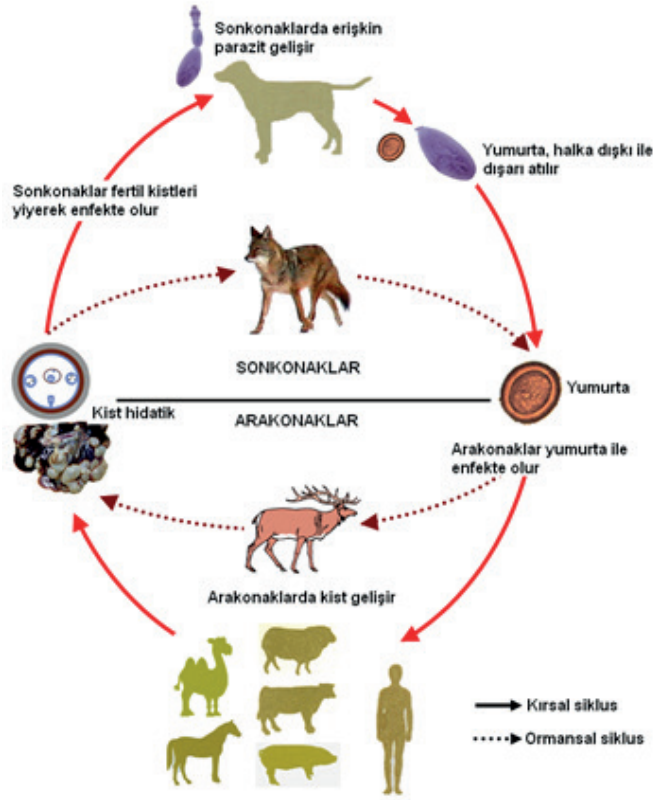 Sonkonaklarda erişkin
parazit gelişir
Yumurta, halka dışkı ile
dışarı atılır
Sonkonaklar fertil kistleri
yiyerek enfekte olur
SONKONAKLAR
Yumurta
Kist hidatik
ARAKONAKLAR
Arakonaklar yumurta ile
enfekte olur
Arakonaklarda kist gelişir
Kırsal siklus
Ormansal siklus